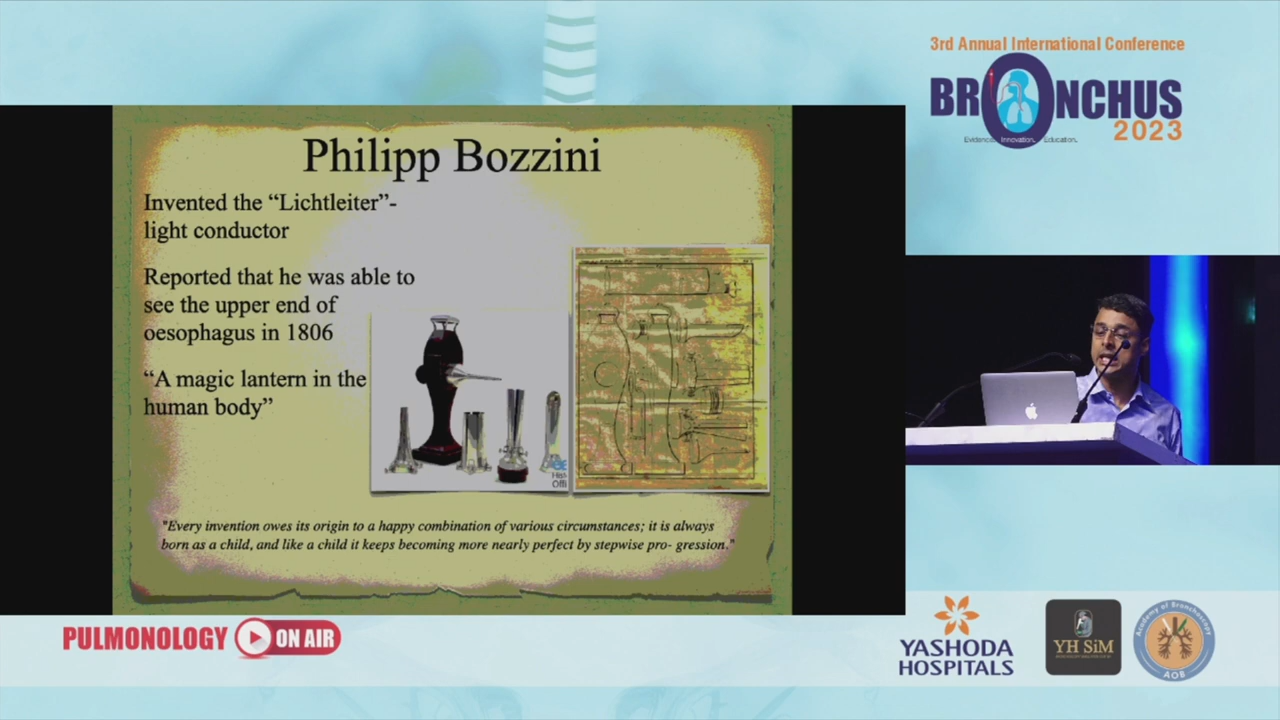 3rd Annual International Conference
BRONCHUS
2023
Evidence. Innovation. Education.
Philipp Bozzini
Invented the “Lichtleiter”-
light conductor
Reported that he was able to
see the upper end of
oesophagus in 1806
“A magic lantern in the
human body”
"Every invention owes its origin to a happy combination of various circumstances; it is always
born as a child, and like a child it keeps becoming more nearly perfect by stepwise pro- gression."
PULMONOLOGY ON AIR
YASHODA
HOSPITALS
YH SiM
Academy of Bronchoscopy
AOB